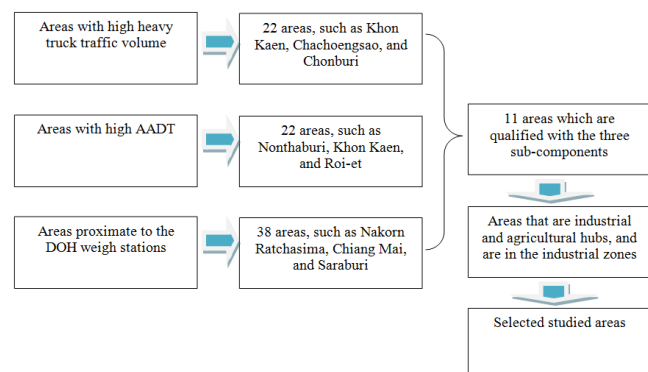 Areas with high heavy
truck traffic volume
22 areas, such as Khon
Kaen, Chachoengsao, and
Chonburi
Areas with high AADT
22 areas, such as
Nonthaburi, Khon Kaen,
and Roi-et
Areas proximate to the
DOH weigh stations
38 areas, such as Nakorn
Ratchasima, Chiang Mai,
and Saraburi
11 areas which are
qualified with the three
sub-components
Areas that are industrial
and agricultural hubs, and
are in the industrial zones
Selected studied areas